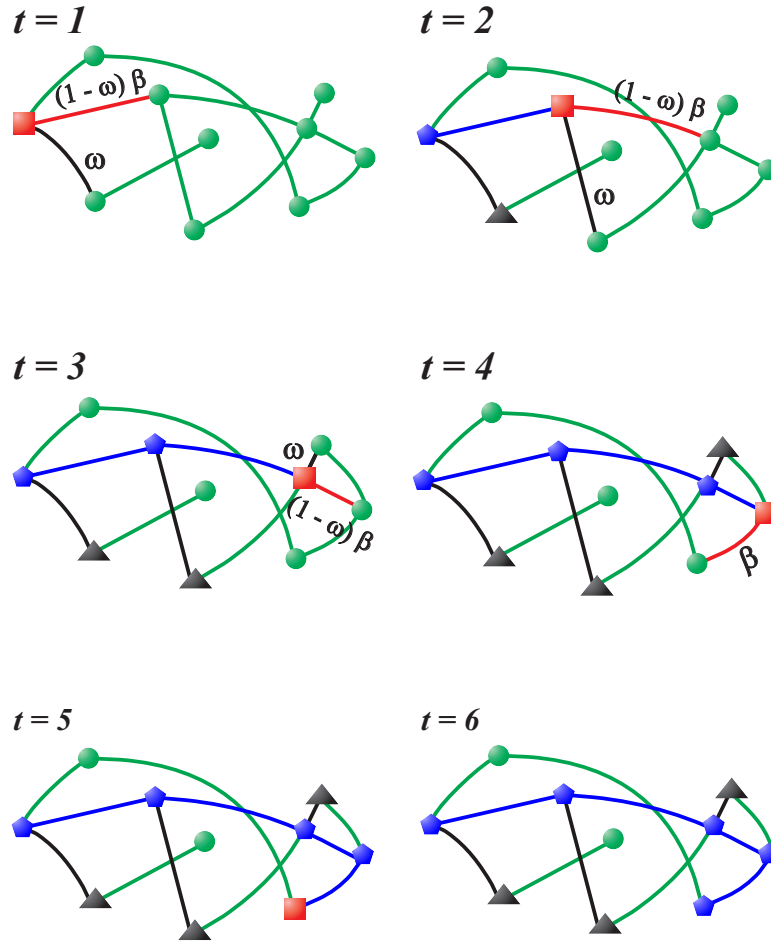 t = 1
(1 - ω) β
ω
t = 2
(1 - ω) β
ω
t = 3
ω
(1 - ω) β
t = 4
β
t = 5
t = 6